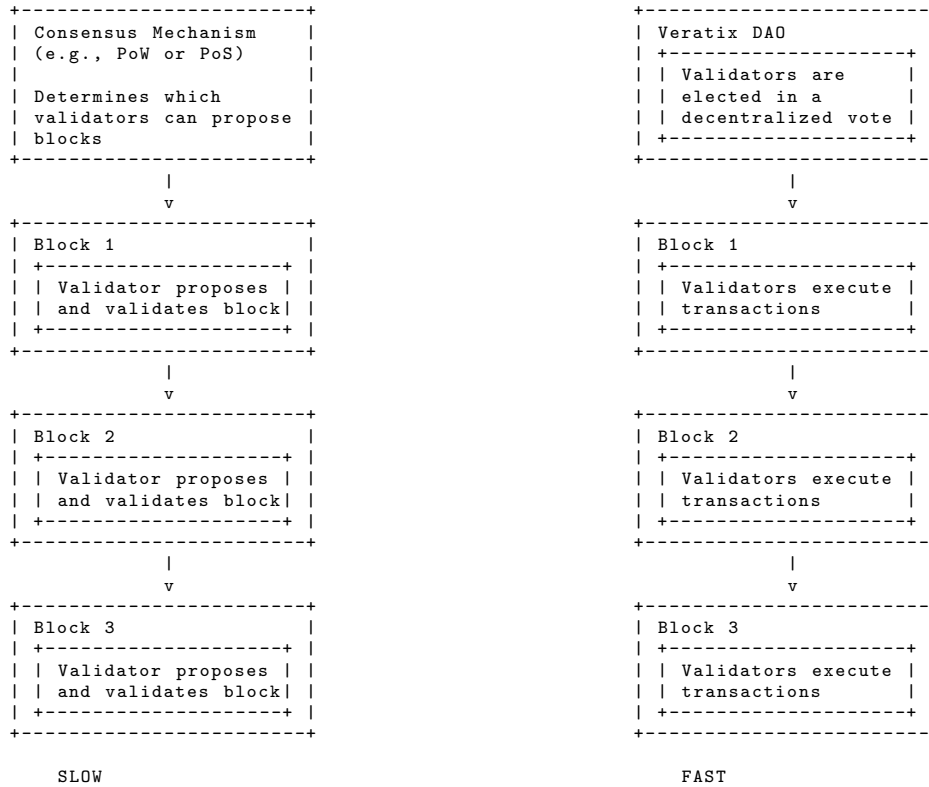 Consensus Mechanism
(e.g., PoW or PoS)
Determines which
validators can propose
blocks
Block 1
Validator proposes
and validates block
Block 2
Validator proposes
and validates block
Block 3
Validator proposes
and validates block
SLOW
Veratix DAO
Validators are
elected in a
decentralized vote
Block 1
Validators execute
transactions
Block 2
Validators execute
transactions
Block 3
Validators execute
transactions
FAST